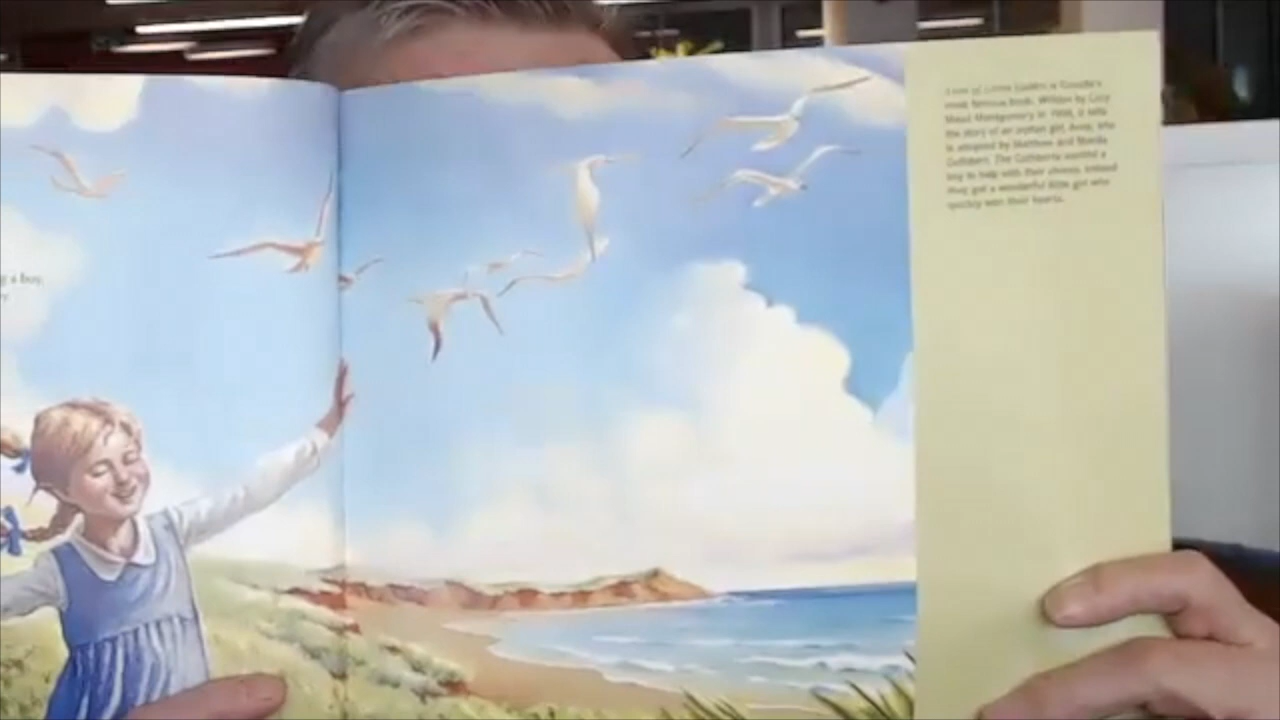 g a boy,
Anne of Green Gables is Canada's
most famous book. Written by Lucy
Maud Montgomery in 1908, it tells
the story of an orphan girl, Anne, who
is adopted by Matthew and Marilla
Cuthbert. The Cuthberts wanted a
boy to help with their chores. Instead
they got a wonderful little girl who
quickly won their hearts.